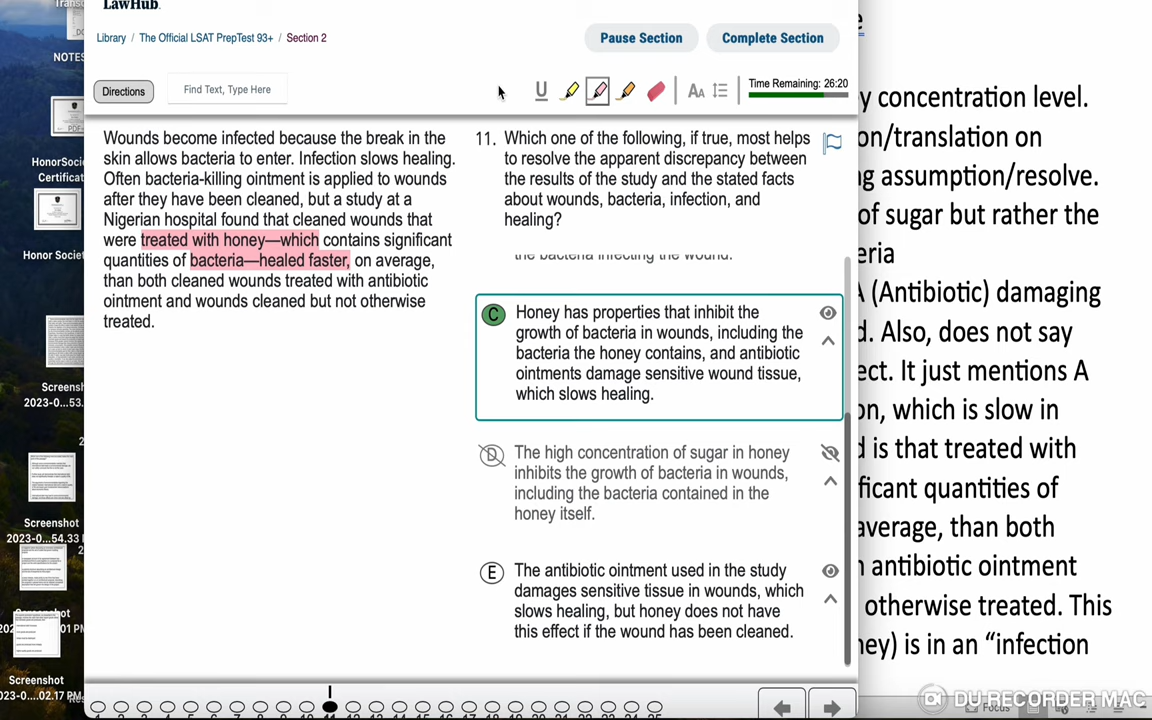 LawHub
Library / The Official LSAT PrepTest 93+ / Section 2
Pause Section
Complete Section
Directions
Find Text, Type Here
Time Remaining: 26:20
Wounds become infected because the break in the
skin allows bacteria to enter. Infection slows healing.
Often bacteria-killing ointment is applied to wounds
after they have been cleaned, but a study at a
Nigerian hospital found that cleaned wounds that
were treated with honey—which contains significant
quantities of bacteria—healed faster, on average,
than both cleaned wounds treated with antibiotic
ointment and wounds cleaned but not otherwise
treated.
11. Which one of the following, if true, most helps
to resolve the apparent discrepancy between
the results of the study and the stated facts
about wounds, bacteria, infection, and
healing?
the bacteria infecting the wound.
C Honey has properties that inhibit the
growth of bacteria in wounds, including the
bacteria the honey contains, and antibiotic
ointments damage sensitive wound tissue,
which slows healing.
D The high concentration of sugar in honey
inhibits the growth of bacteria in wounds,
including the bacteria contained in the
honey itself.
E The antibiotic ointment used in the study
damages sensitive tissue in wounds, which
slows healing, but honey does not have
this effect if the wound has been cleaned.
y concentration level.
on/translation on
ng assumption/resolve.
of sugar but rather the
eria
A (Antibiotic) damaging
d. Also, does not say
ect. It just mentions A
on, which is slow in
d is that treated with
ficant quantities of
average, than both
n antibiotic ointment
otherwise treated. This
ney) is in an “infection
NOTES
PDF
HonorSocie
Certificat
Honor Societ
Screensh
2023-0...53.
Screenshot
2023-0...54.33
Screenshot
01 PM
Screenshot
02.17 PM
Focus
DU RECORDER MAC